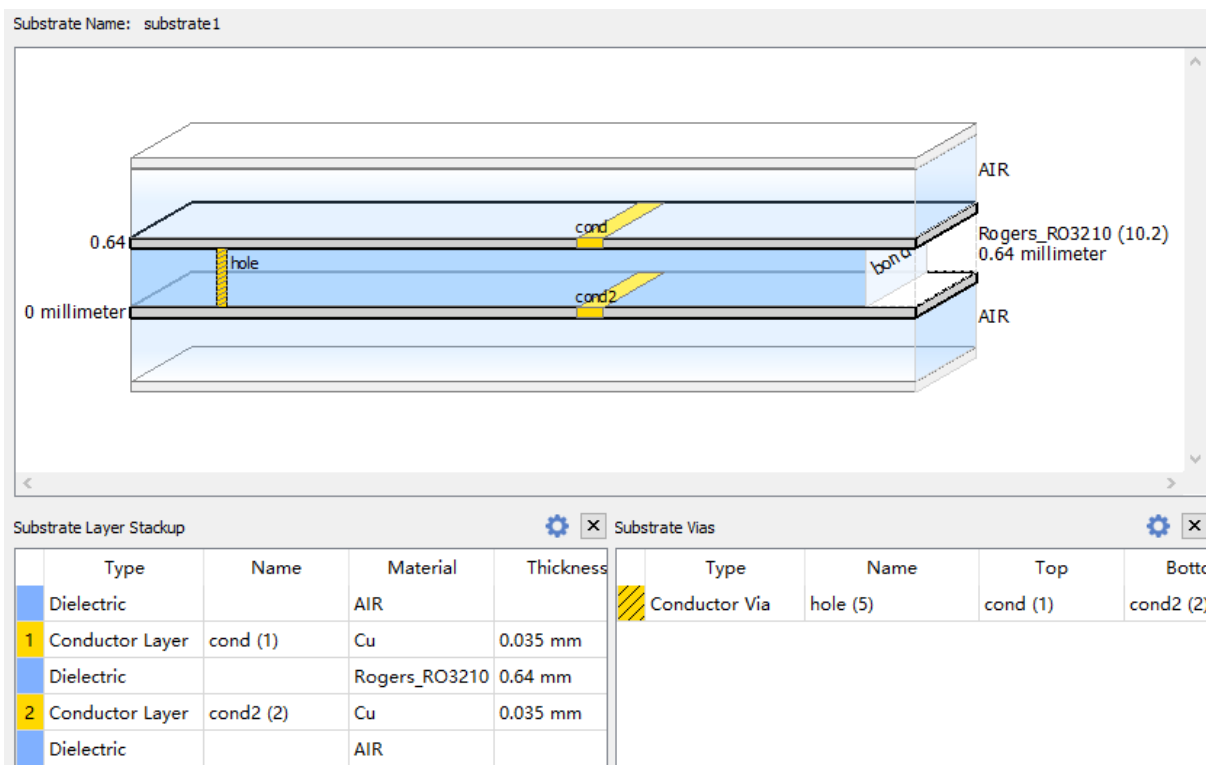 Substrate Name: substrate1
AIR
cond
0.64
Rogers_RO3210 (10.2)
0.64 millimeter
hole
bond
cond2
0 millimeter
AIR
Substrate Layer Stackup
Type Name Material Thickness
Dielectric AIR
1 Conductor Layer cond (1) Cu 0.035 mm
Dielectric Rogers_RO3210 0.64 mm
2 Conductor Layer cond2 (2) Cu 0.035 mm
Dielectric AIR
Substrate Vias
Type Name Top Botto
Conductor Via hole (5) cond (1) cond2 (2)